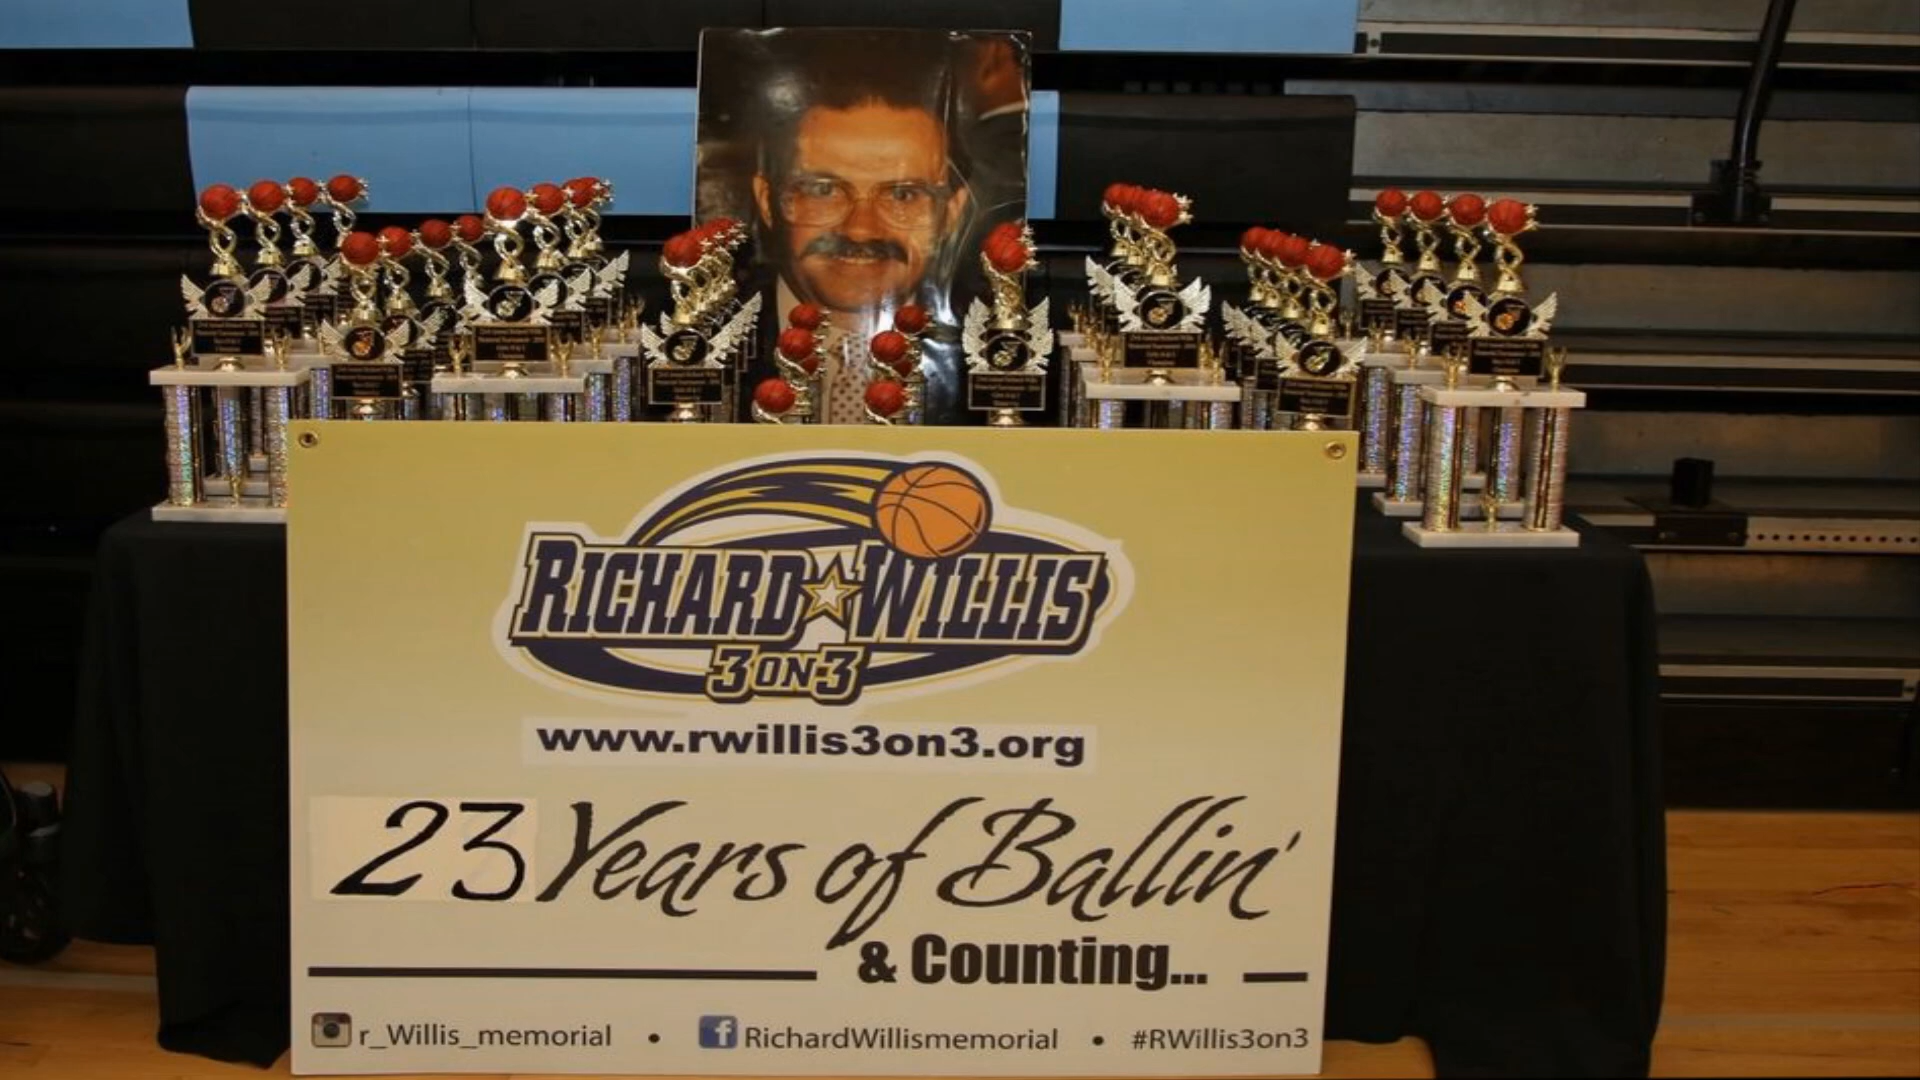 RICHARD WILLIS
3 ON 3
www.rwillis3on3.org
23 Years of Ballin'
& Counting...
r_Willis_memorial • RichardWillismemorial • #RWillis3on3